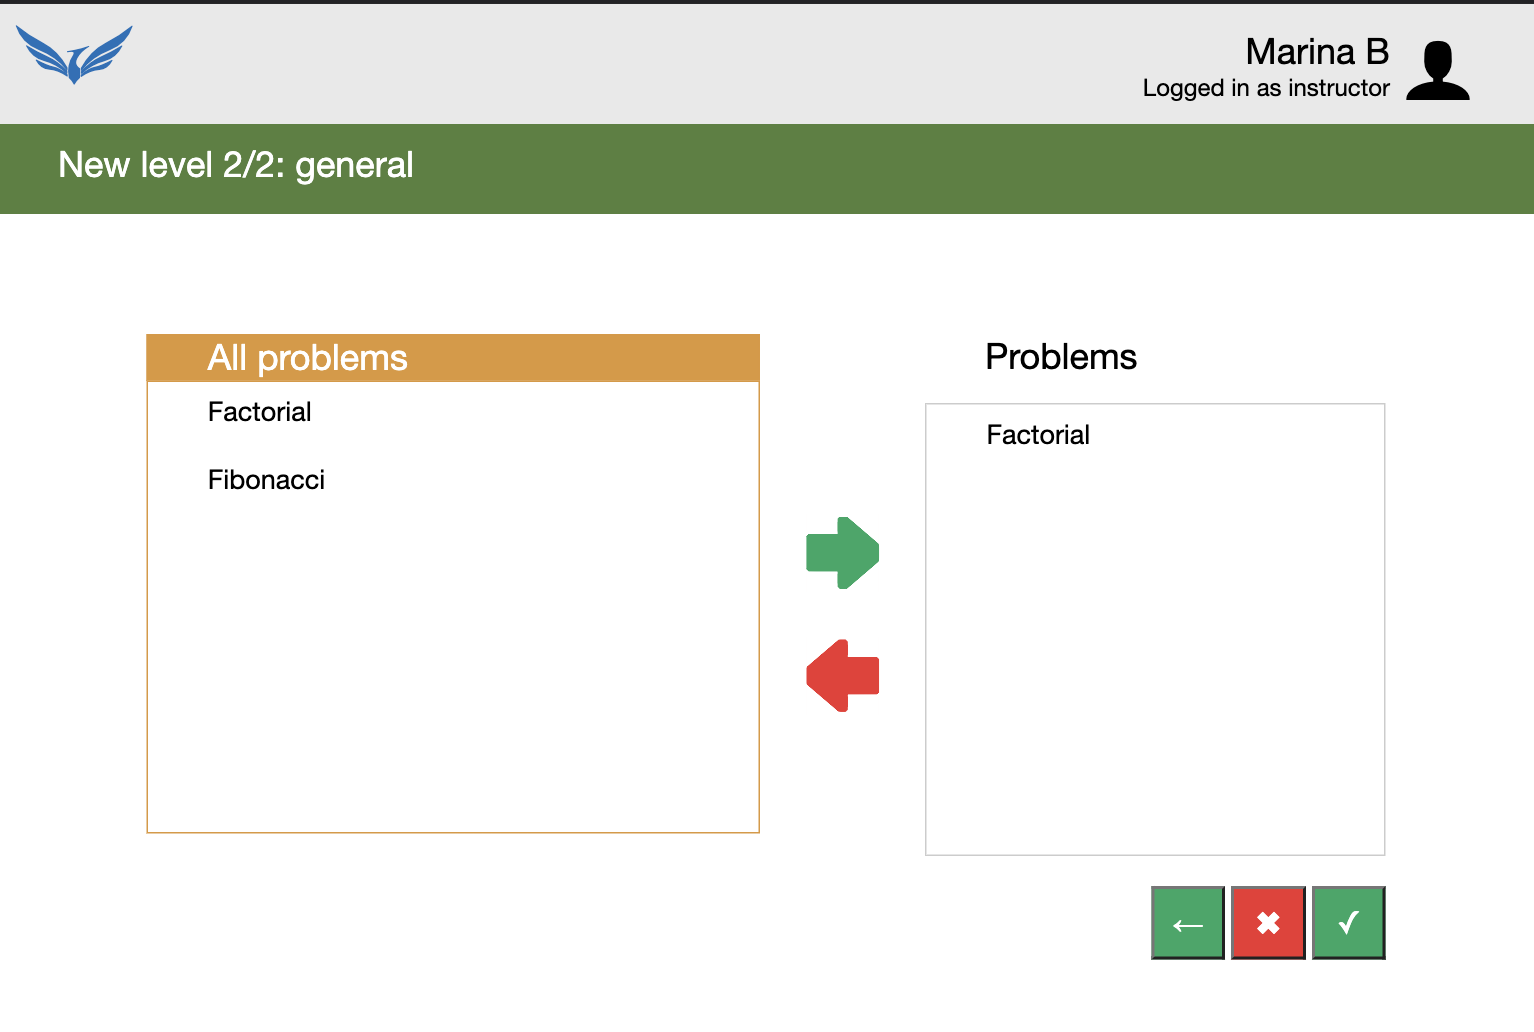 Marina B
Logged in as instructor
New level 2/2: general
All problems
Factorial
Fibonacci
Problems
Factorial